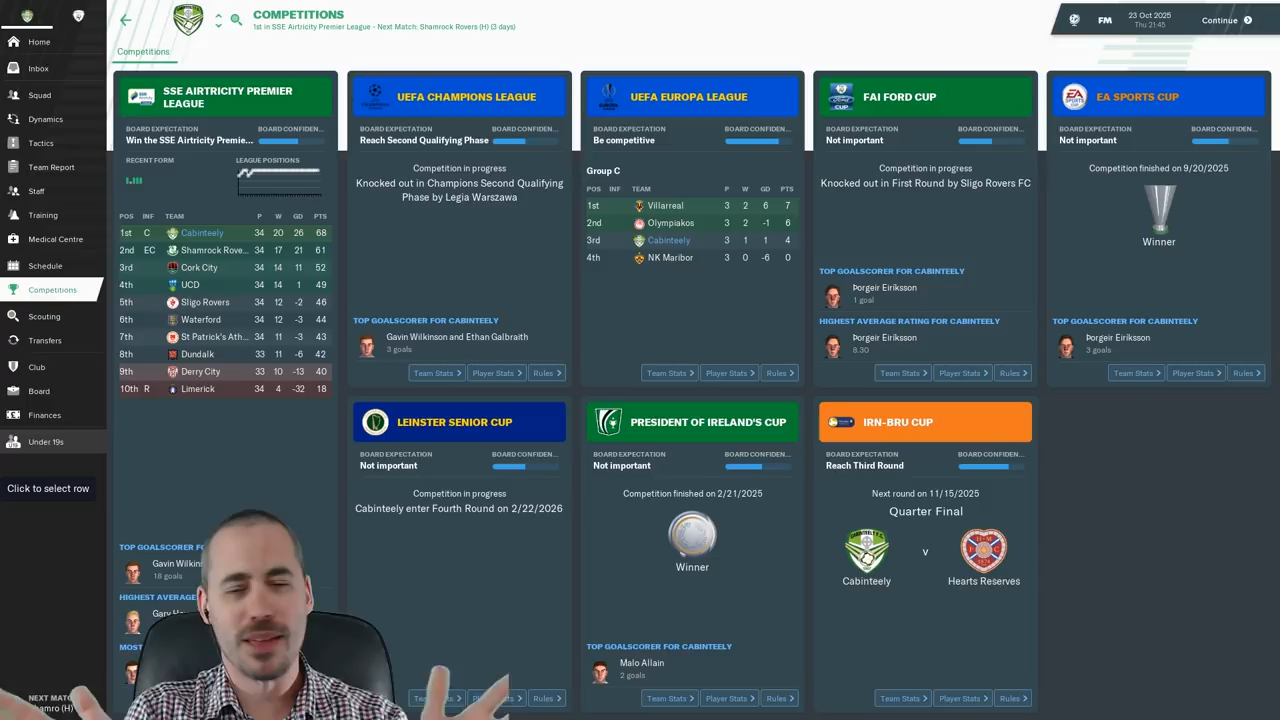 COMPETITIONS
1st in SSE Airtricity Premier League - Next Match: Shamrock Rovers (H) (3 days)
FM
23 Oct 2025
Thu 21:45
Continue
Competitions
Home
Inbox
Squad
Dynamics
Tactics
Team Report
Staff
Training
Medical Centre
Schedule
Competitions
Scouting
Transfers
Club
Board
Finances
Under 19s
Click to select row
NEXT MAT
SSE AIRTRICITY PREMIER
LEAGUE
BOARD EXPECTATION BOARD CONFIDEN...
Win the SSE Airtricity Premie...
RECENT FORM LEAGUE POSITIONS
POS INF TEAM P W GD PTS
1st C Cabinteely 34 20 26 68
2nd EC Shamrock Rove... 34 17 21 61
3rd Cork City 34 14 11 52
4th UCD 34 14 1 49
5th Sligo Rovers 34 12 -2 46
6th Waterford 34 12 -3 44
7th St Patrick's Ath... 34 11 -3 43
8th Dundalk 33 11 -6 42
9th Derry City 33 10 -13 40
10th R Limerick 34 4 -32 18
TOP GOALSCORER FO
Gavin Wilkins
18 goals
HIGHEST AVERAGE
Gary
MOST
UEFA CHAMPIONS LEAGUE
BOARD EXPECTATION BOARD CONFIDEN...
Reach Second Qualifying Phase
Competition in progress
Knocked out in Champions Second Qualifying
Phase by Legia Warszawa
TOP GOALSCORER FOR CABINTEELY
Gavin Wilkinson and Ethan Galbraith
3 goals
Team Stats Player Stats Rules
UEFA EUROPA LEAGUE
BOARD EXPECTATION BOARD CONFIDEN...
Be competitive
Group C
POS INF TEAM P W GD PTS
1st Villarreal 3 2 6 7
2nd Olympiakos 3 2 -1 6
3rd Cabinteely 3 1 1 4
4th NK Maribor 3 0 -6 0
Team Stats Player Stats Rules
FAI FORD CUP
BOARD EXPECTATION BOARD CONFIDEN...
Not important
Competition in progress
Knocked out in First Round by Sligo Rovers FC
TOP GOALSCORER FOR CABINTEELY
Þorgeir Eiríksson
1 goal
HIGHEST AVERAGE RATING FOR CABINTEELY
Þorgeir Eiríksson
8.30
Team Stats Player Stats Rules
EA SPORTS CUP
BOARD EXPECTATION BOARD CONFIDEN...
Not important
Competition finished on 9/20/2025
Winner
TOP GOALSCORER FOR CABINTEELY
Þorgeir Eiríksson
3 goals
Team Stats Player Stats Rules
LEINSTER SENIOR CUP
BOARD EXPECTATION BOARD CONFIDEN...
Not important
Competition in progress
Cabinteely enter Fourth Round on 2/22/2026
Rules
PRESIDENT OF IRELAND'S CUP
BOARD EXPECTATION BOARD CONFIDEN...
Not important
Competition finished on 2/21/2025
Winner
TOP GOALSCORER FOR CABINTEELY
Malo Allain
2 goals
Team Stats Player Stats Rules
IRN-BRU CUP
BOARD EXPECTATION BOARD CONFIDEN...
Reach Third Round
Next round on 11/15/2025
Quarter Final
Cabinteely v Hearts Reserves
Team Stats Player Stats Rules